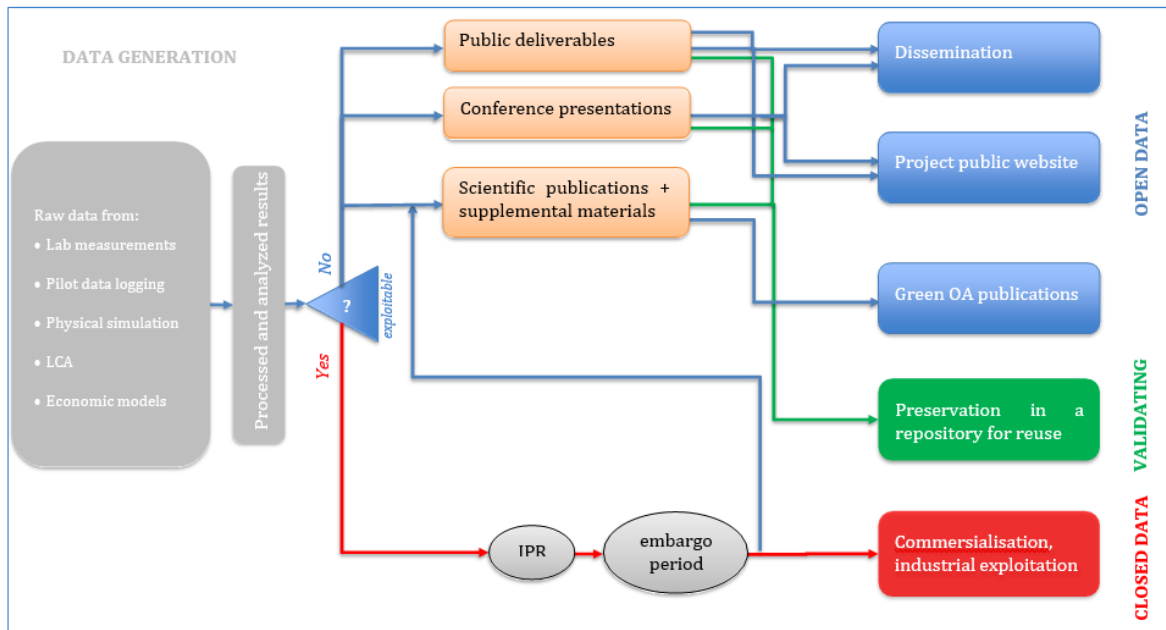 DATA GENERATION
Raw data from:
• Lab measurements
• Pilot data logging
• Physical simulation
• LCA
• Economic models
Processed and analyzed results
?
exploitable
No
Yes
Public deliverables
Conference presentations
Scientific publications +
supplemental materials
IPR
embargo
period
Dissemination
Project public website
Green OA publications
Preservation in a
repository for reuse
Commersialisation,
industrial exploitation
OPEN DATA
VALIDATING
CLOSED DATA